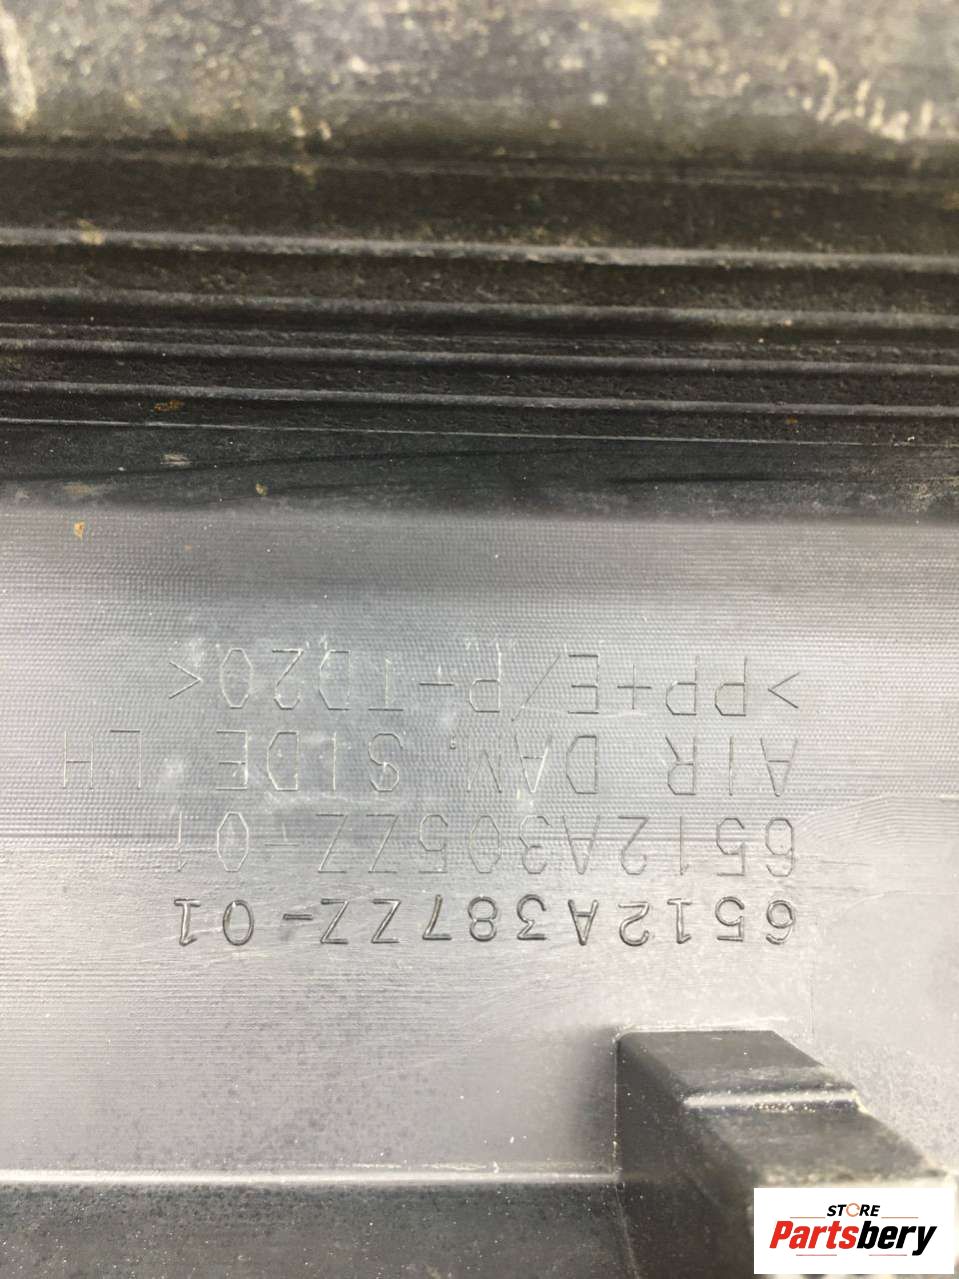 6512A387ZZ-01
6512A305ZZ-01
AIR DAM, SIDE LH
>PP+E/P-TD20<
STORE
Partsbery